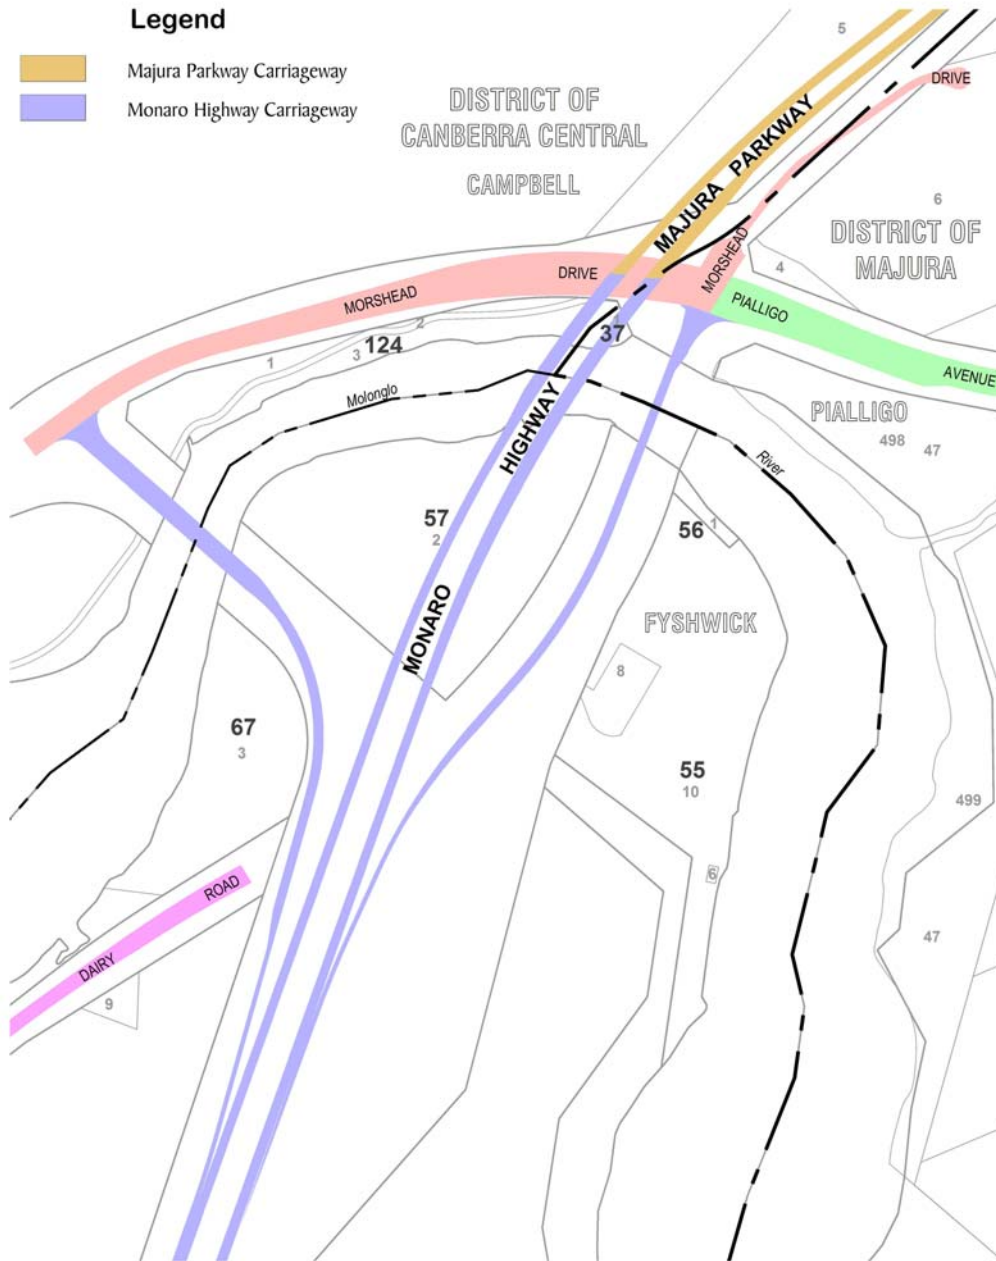 Legend
Majura Parkway Carriageway
Monaro Highway Carriageway
5
DRIVE
DISTRICT OF
CANBERRA CENTRAL
CAMPBELL
MAJURA PARKWAY
6
DISTRICT OF
MAJURA
4
MORSHEAD
DRIVE
MORSHEAD
PIALLIGO
AVENUE
2
124
3
1
37
Molonglo
HIGHWAY
PIALLIGO
498
47
River
57
2
56
1
MONARO
FYSHWICK
8
67
3
55
10
499
6
ROAD
DAIRY
47
9